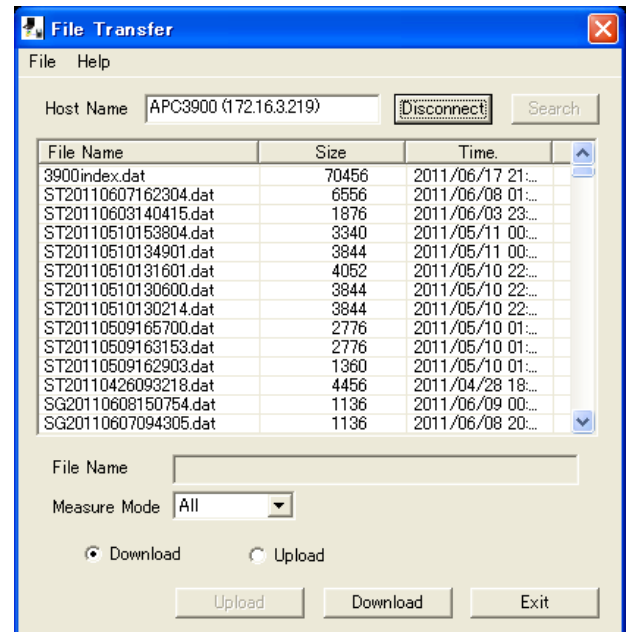 File Transfer
File Help
Host Name APC3900 (172.16.3.219) Disconnect Search
File Name Size Time.
3900index.dat 70456 2011/06/17 21:...
ST20110607162304.dat 6556 2011/06/08 01:...
ST20110603140415.dat 1876 2011/06/03 23:...
ST20110510153804.dat 3340 2011/05/11 00:...
ST20110510134901.dat 3844 2011/05/11 00:...
ST20110510131601.dat 4052 2011/05/10 22:...
ST20110510130600.dat 3844 2011/05/10 22:...
ST20110510130214.dat 3844 2011/05/10 22:...
ST20110509165700.dat 2776 2011/05/10 01:...
ST20110509163153.dat 2776 2011/05/10 01:...
ST20110509162903.dat 1360 2011/05/10 01:...
ST20110426093218.dat 4456 2011/04/28 18:...
SG20110608150754.dat 1136 2011/06/09 00:...
SG20110607094305.dat 1136 2011/06/08 20:...
File Name
Measure Mode All
Download Upload
Upload Download Exit